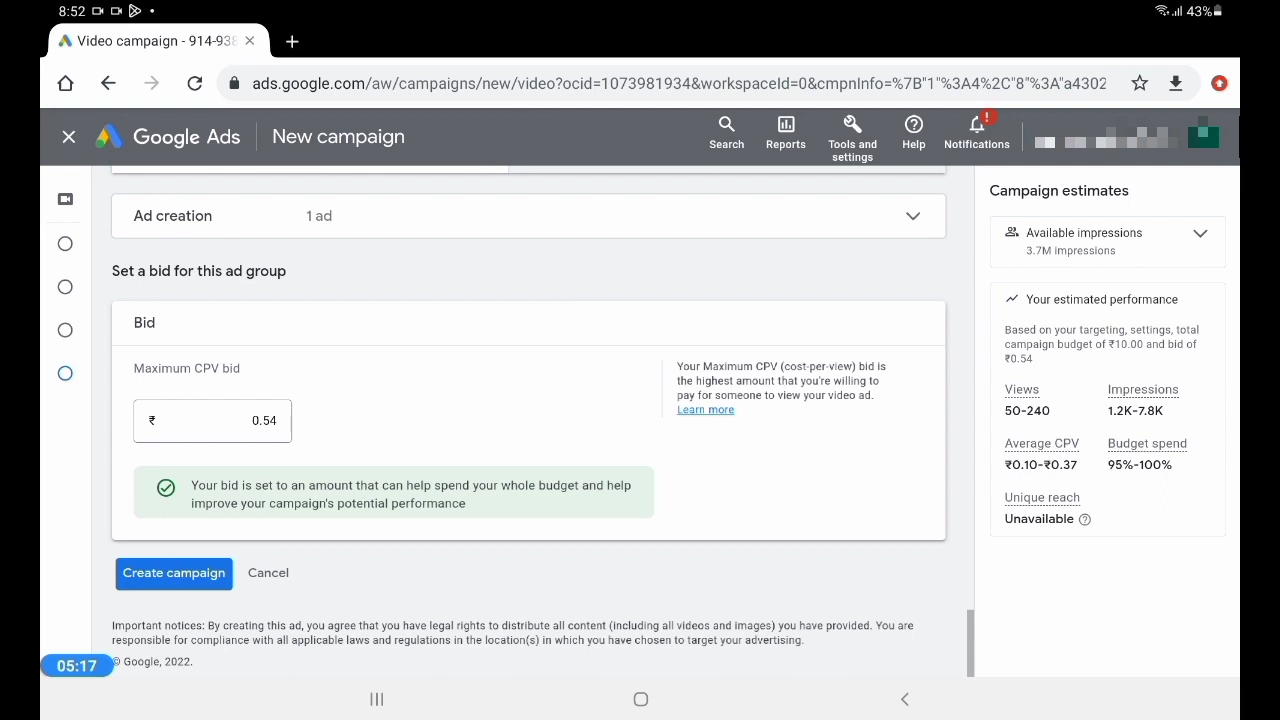 8:52
43%
Video campaign - 914-938
ads.google.com/aw/campaigns/new/video?ocid=1073981934&workspaceId=0&cmpnInfo=%7B"1"%3A4%2C"8"%3A"a4302
Google Ads
New campaign
Search
Reports
Tools and
settings
Help
Notifications
!
Ad creation
1 ad
Set a bid for this ad group
Bid
Maximum CPV bid
₹ 0.54
Your Maximum CPV (cost-per-view) bid is
the highest amount that you're willing to
pay for someone to view your video ad.
Learn more
Your bid is set to an amount that can help spend your whole budget and help
improve your campaign's potential performance
Create campaign
Cancel
Important notices: By creating this ad, you agree that you have legal rights to distribute all content (including all videos and images) you have provided. You are
responsible for compliance with all applicable laws and regulations in the location(s) in which you have chosen to target your advertising.
© Google, 2022.
05:17
Campaign estimates
Available impressions
3.7M impressions
Your estimated performance
Based on your targeting, settings, total
campaign budget of ₹10.00 and bid of
₹0.54
Views Impressions
50-240 1.2K-7.8K
Average CPV Budget spend
₹0.10-₹0.37 95%-100%
Unique reach
Unavailable